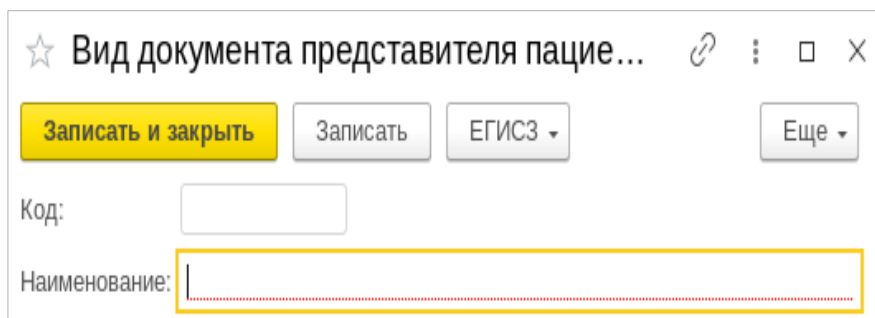 Вид документа представителя пацие...
Записать и закрыть Записать ЕГИСЗ Еще
Код:
Наименование: